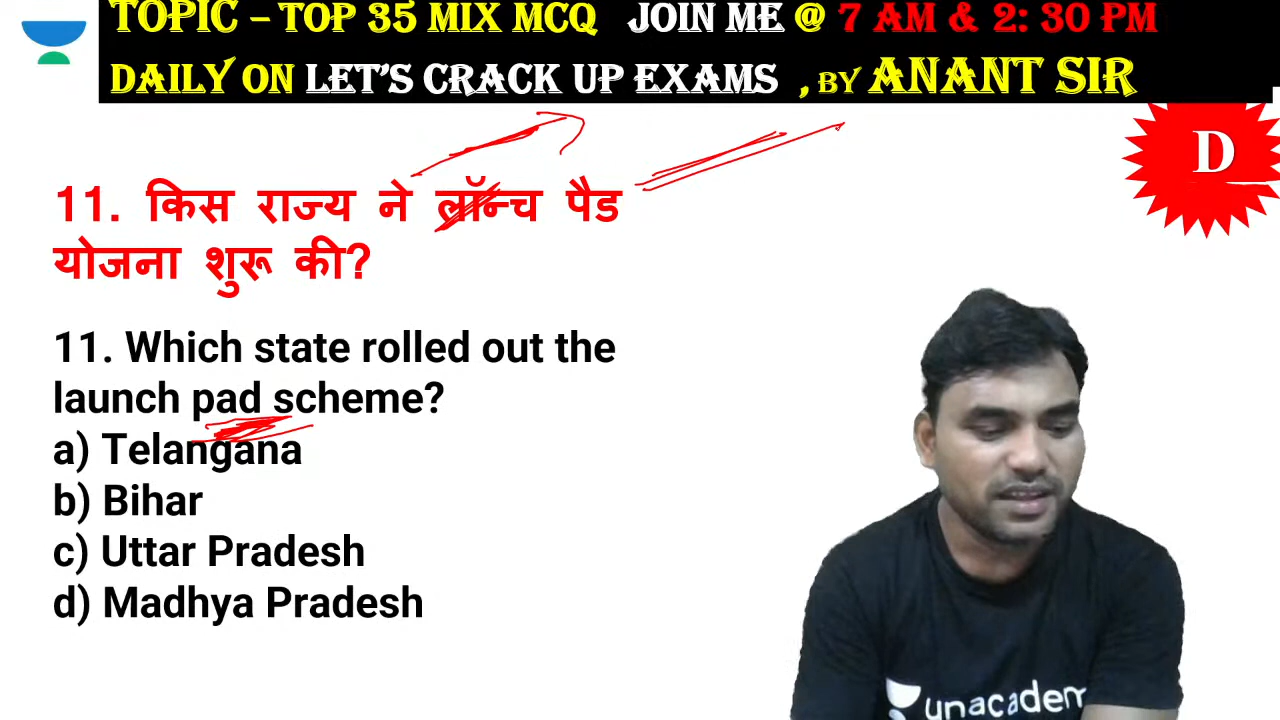 TOPIC – TOP 35 MIX MCQ JOIN ME @ 7 AM & 2: 30 PM
DAILY ON LET'S CRACK UP EXAMS , BY ANANT SIR
D
11. किस राज्य ने लॉन्च पैड
योजना शुरू की?
11. Which state rolled out the
launch pad scheme?
a) Telangana
b) Bihar
c) Uttar Pradesh
d) Madhya Pradesh
unacadem